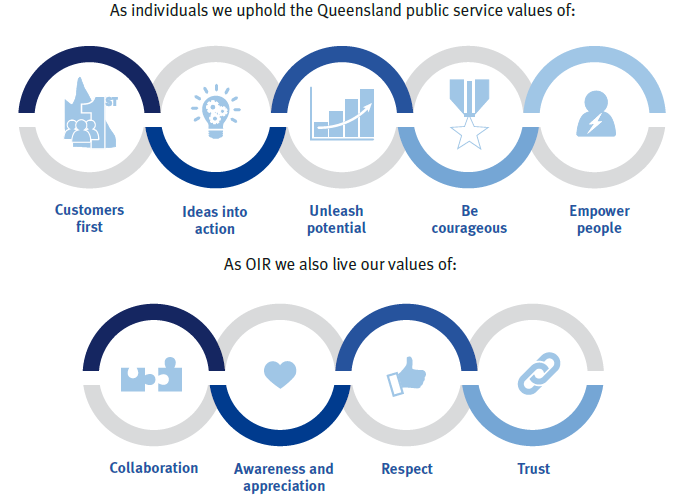 As individuals we uphold the Queensland public service values of:
1ST
Customers
first
Ideas into
action
Unleash
potential
Be
courageous
Empower
people
As OIR we also live our values of:
Collaboration
Awareness and
appreciation
Respect
Trust